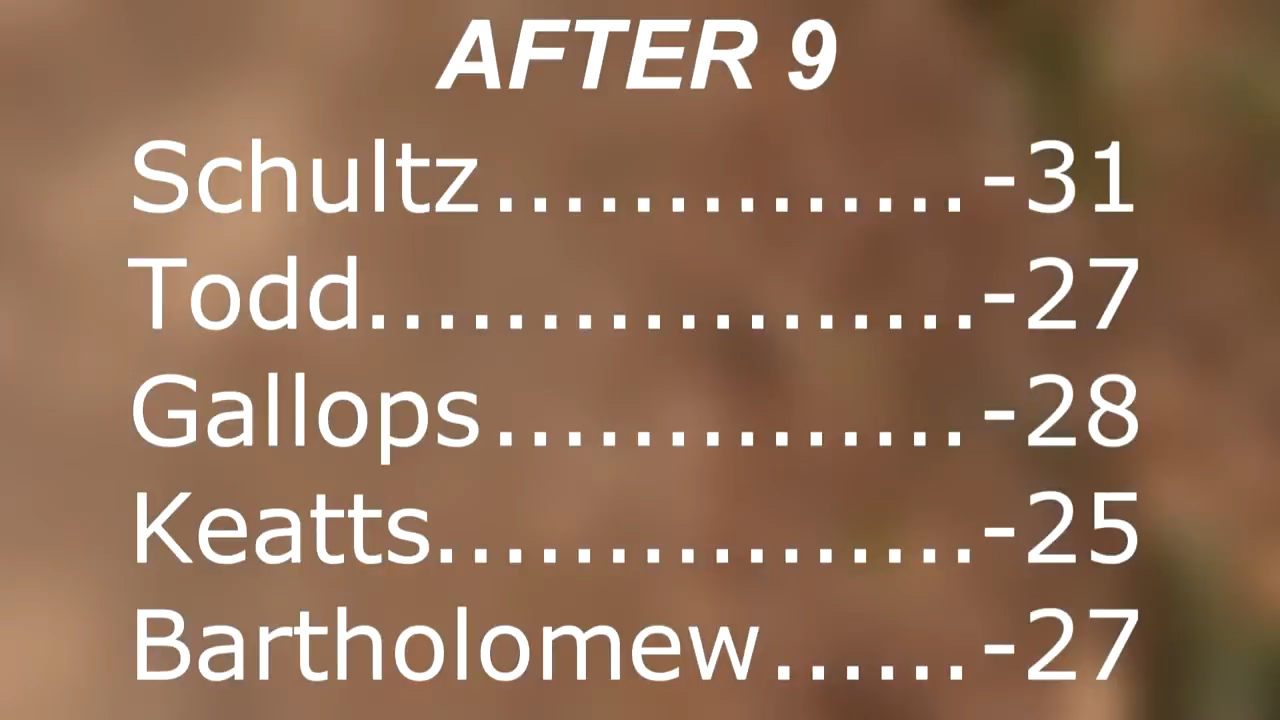 AFTER 9
Schultz..............-31
Todd..................-27
Gallops..............-28
Keatts................-25
Bartholomew......-27